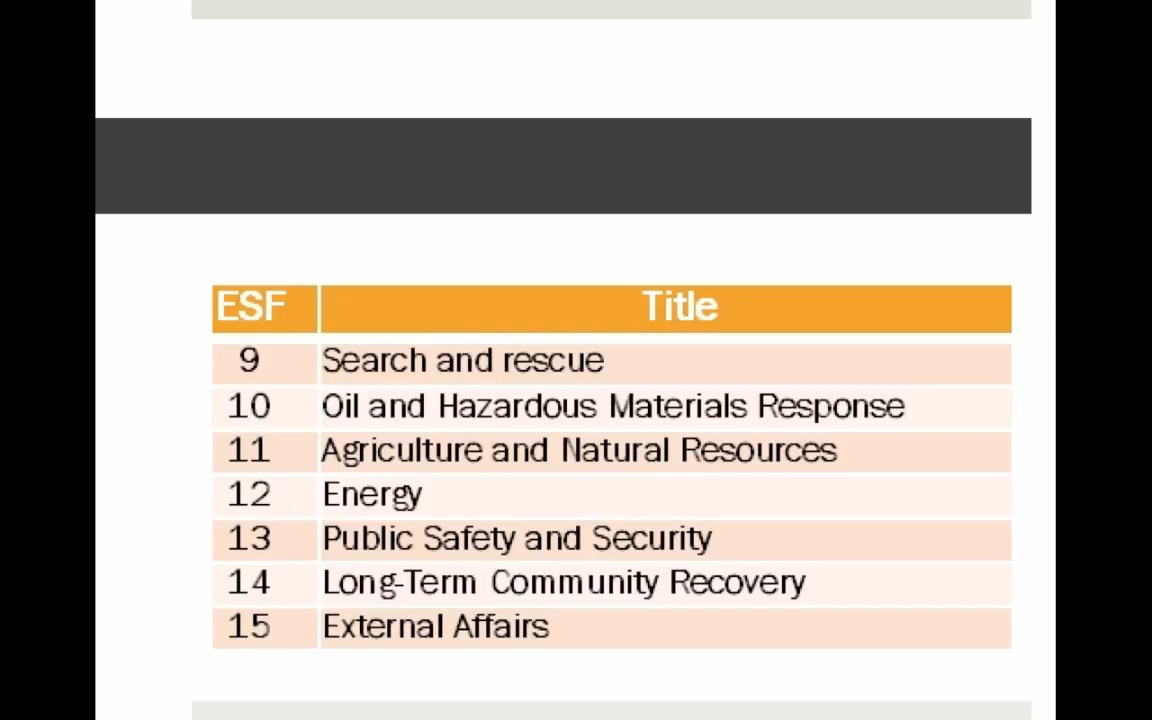 ESF Title
9 Search and rescue
10 Oil and Hazardous Materials Response
11 Agriculture and Natural Resources
12 Energy
13 Public Safety and Security
14 Long-Term Community Recovery
15 External Affairs